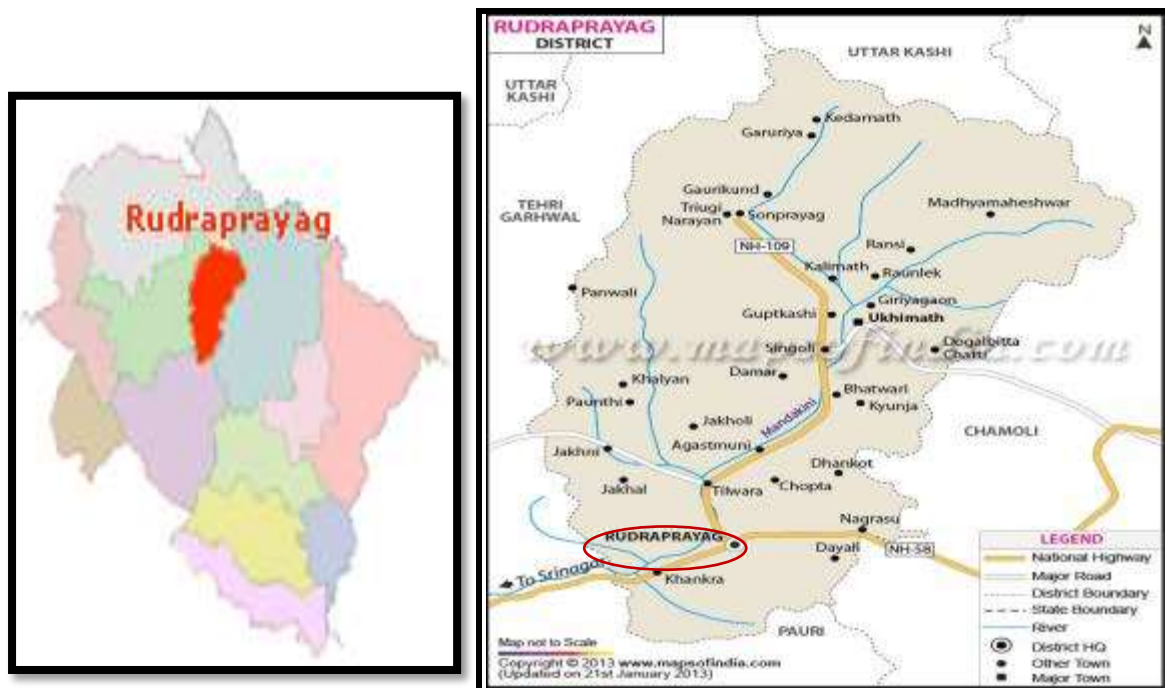 Rudraprayag
RUDRAPRAYAG
DISTRICT
N
UTTAR KASHI
UTTAR
KASHI
Kedarnath
Garuriya
Gaurikund
TEHRI
GARHWAL
Triugi
Narayan
Sonprayag
Madhyamaheshwar
NH-109
Ransi
Kalimath
Raunlek
Panwali
Giriyagaon
Guptkashi
Ukhimath
www.mapsofindia.com
Singoli
Dogalbitta
Chatti
Damar
Khalyan
Bhatwari
Paunthi
Kyunja
Mandakini
Jakholi
CHAMOLI
Agastmuni
Jakhni
Dhankot
Jakhal
Tilwara
Chopta
Nagrasu
RUDRAPRAYAG
Dayali
NH-58
To Srinagar
Khankra
PAURI
LEGEND
National Highway
Major Road
District Boundary
State Boundary
River
District HQ
Other Town
Major Town
Map not to Scale
Copyright © 2013 www.mapsofindia.com
(Updated on 21st January 2013)